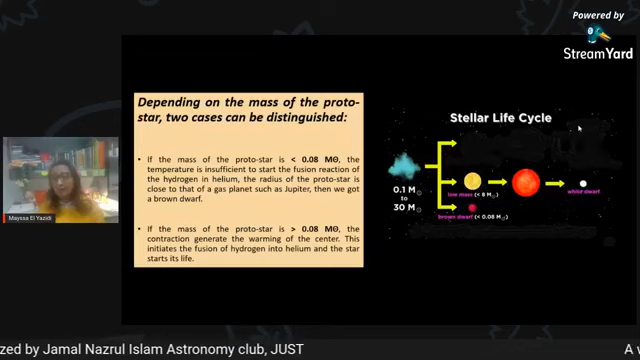 Powered by
StreamYard
Depending on the mass of the proto-
star, two cases can be distinguished:
• If the mass of the proto-star is < 0.08 MΘ, the
temperature is insufficient to start the fusion reaction of
the hydrogen in helium, the radius of the proto-star is
close to that of a gas planet such as Jupiter, then we got
a brown dwarf.
• If the mass of the proto-star is > 0.08 MΘ, the
contraction generate the warming of the center. This
initiates the fusion of hydrogen into helium and the star
starts its life.
Stellar Life Cycle
0.1 M☉
to
30 M☉
low mass (< 8 M☉)
white dwarf
brown dwarf (< 0.08 M☉)
Mayssa El Yazidi
zed by Jamal Nazrul Islam Astronomy club, JUST
A w